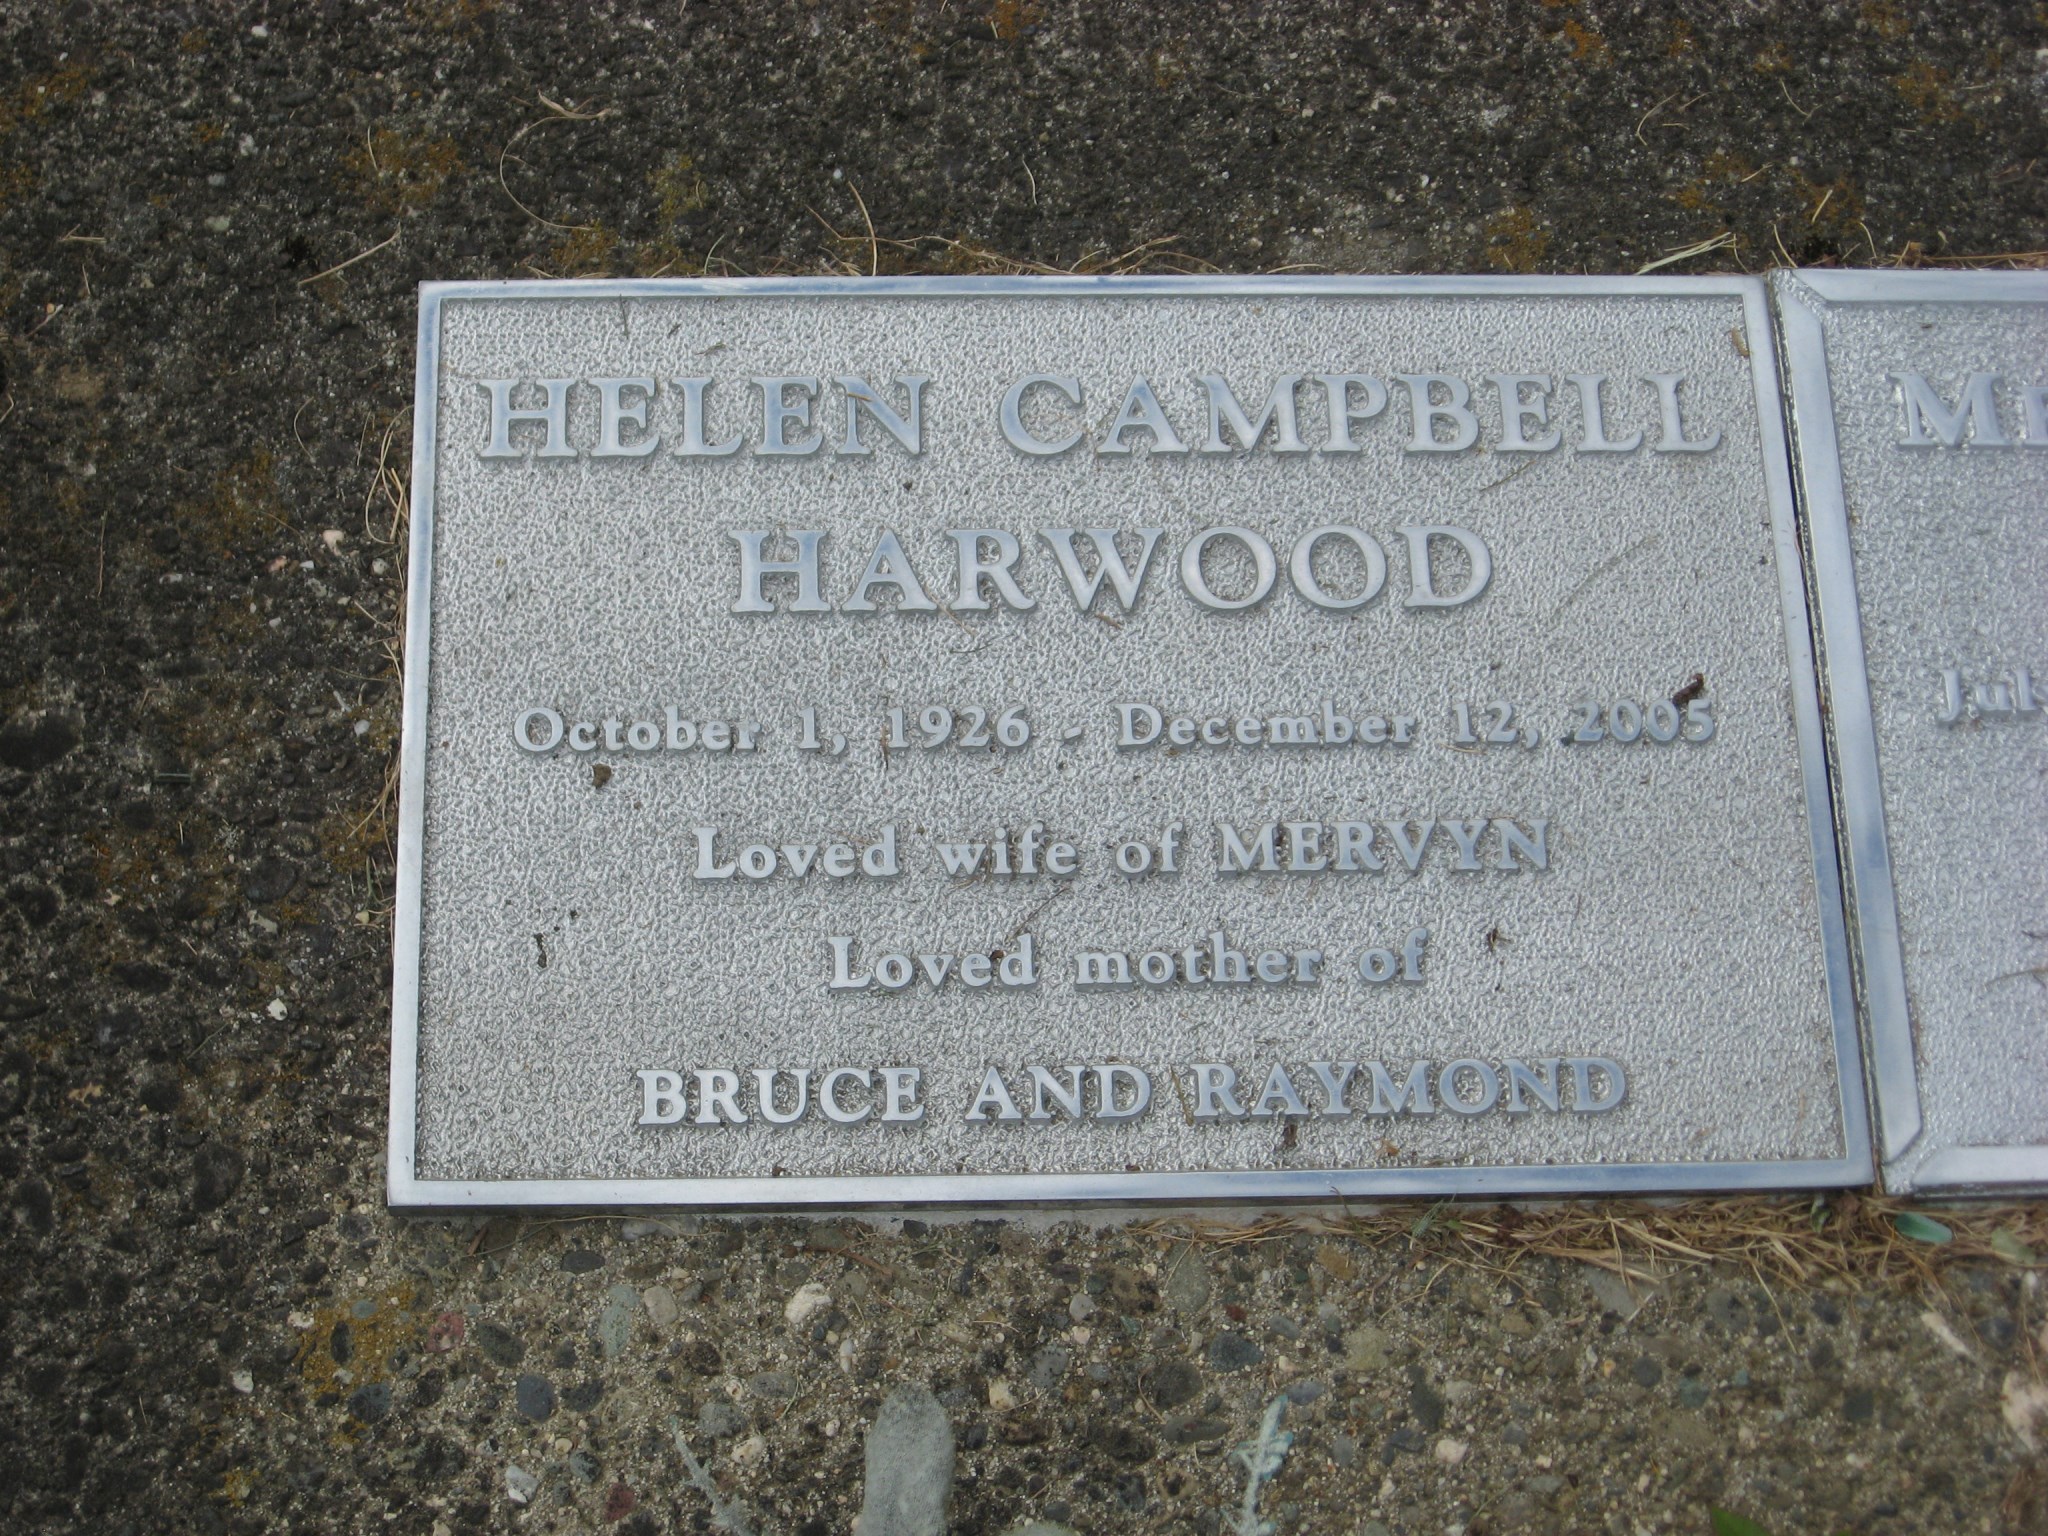 HELEN CAMPBELL
HARWOOD
October 1, 1926 - December 12, 2005
Loved wife of MERVYN
Loved mother of
BRUCE AND RAYMOND